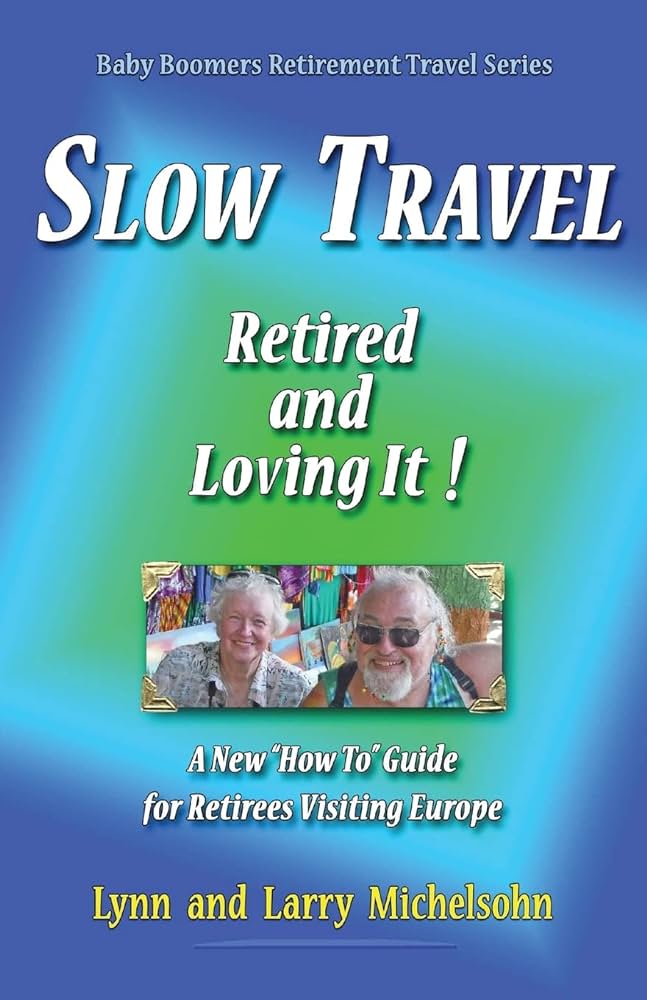 Baby Boomers Retirement Travel Series
SLOW TRAVEL
Retired
and
Loving It !
A New "How To" Guide
for Retirees Visiting Europe
Lynn and Larry Michelsohn